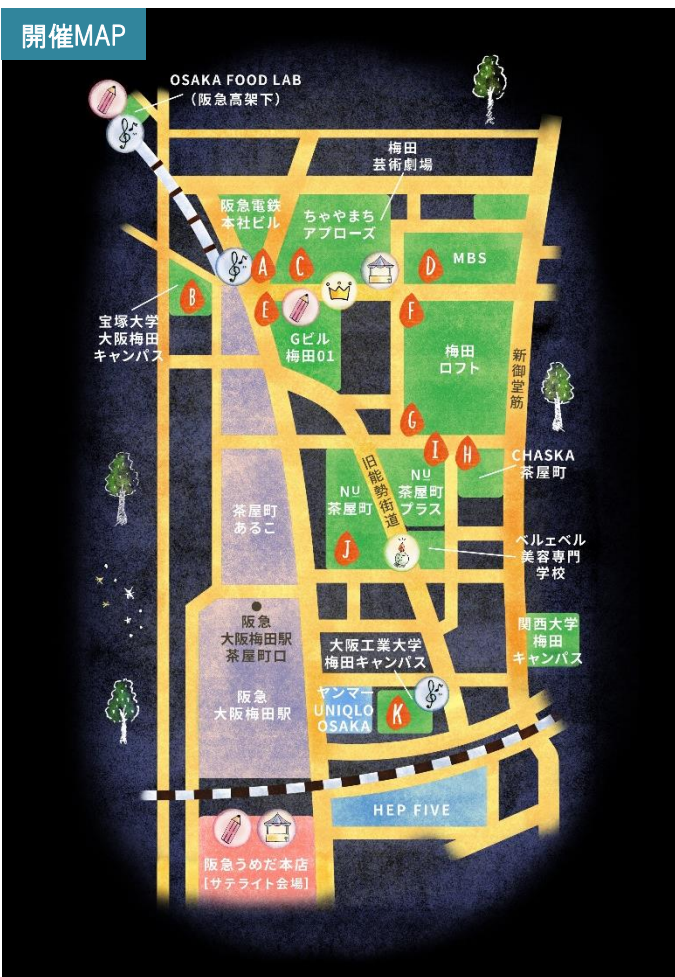 開催MAP
OSAKA FOOD LAB
(阪急高架下)
梅田
芸術劇場
阪急電鉄
本社ビル
ちゃやまち
アプローズ
A
C
D
MBS
B
E
F
宝塚大学
大阪梅田
キャンパス
Gビル
梅田01
梅田
ロフト
新御堂筋
G
I
H
CHASKA
茶屋町
旧能勢街道
NU
茶屋町
NU
茶屋町
プラス
茶屋町
あるこ
J
ベルェベル
美容専門
学校
阪急
大阪梅田駅
茶屋町口
大阪工業大学
梅田キャンパス
関西大学
梅田
キャンパス
阪急
大阪梅田駅
ヤンマー
UNIQLO
OSAKA
K
HEP FIVE
阪急うめだ本店
[サテライト会場]